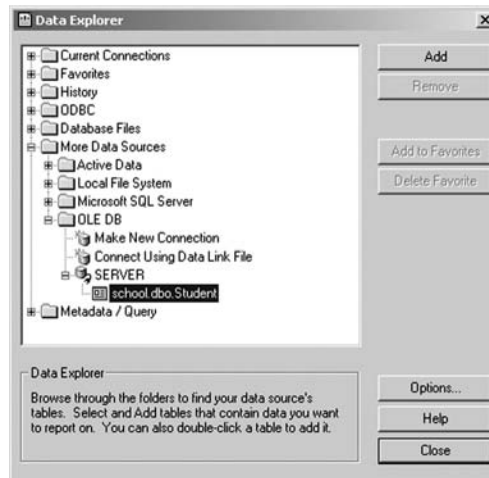 Data Explorer
Current Connections
Favorites
History
ODBC
Database Files
More Data Sources
Active Data
Local File System
Microsoft SQL Server
OLE DB
Make New Connection
Connect Using Data Link File
SERVER
school.dbo.Student
Metadata / Query
Add
Remove
Add to Favorites
Delete Favorite
Data Explorer
Browse through the folders to find your data source's
tables. Select and Add tables that contain data you want
to report on. You can also double-click a table to add it.
Options...
Help
Close